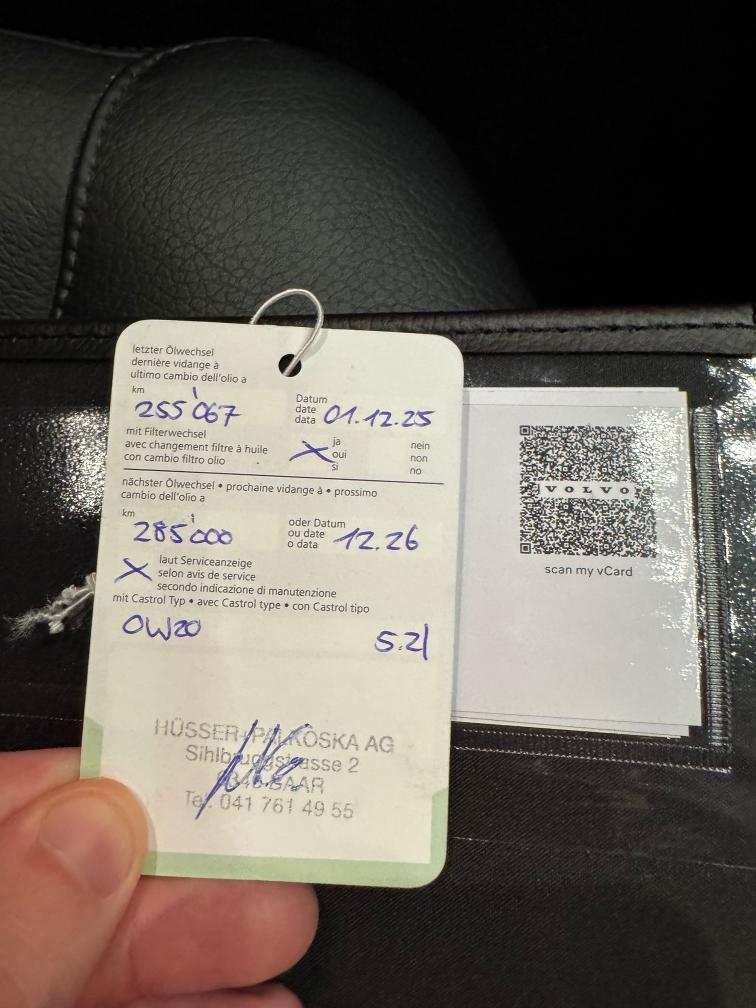 letzter Ölwechsel
dernière vidange à
ultimo cambio dell'olio a
km
255'067
Datum
date
data
01.12.25
mit Filterwechsel
avec changement filtre à huile
con cambio filtro olio
ja
oui
si
nein
non
no
nächster Ölwechsel • prochaine vidange à • prossimo
cambio dell'olio a
km
285'000
oder Datum
ou date
o data
12.26
laut Serviceanzeige
selon avis de service
secondo indicazione di manutenzione
mit Castrol Typ • avec Castrol type • con Castrol tipo
0W20
5.2l
HÜSSER+PALKOSKA AG
Sihlbruggstrasse 2
6340 BAAR
Tel. 041 761 49 55
VOLVO
scan my vCard